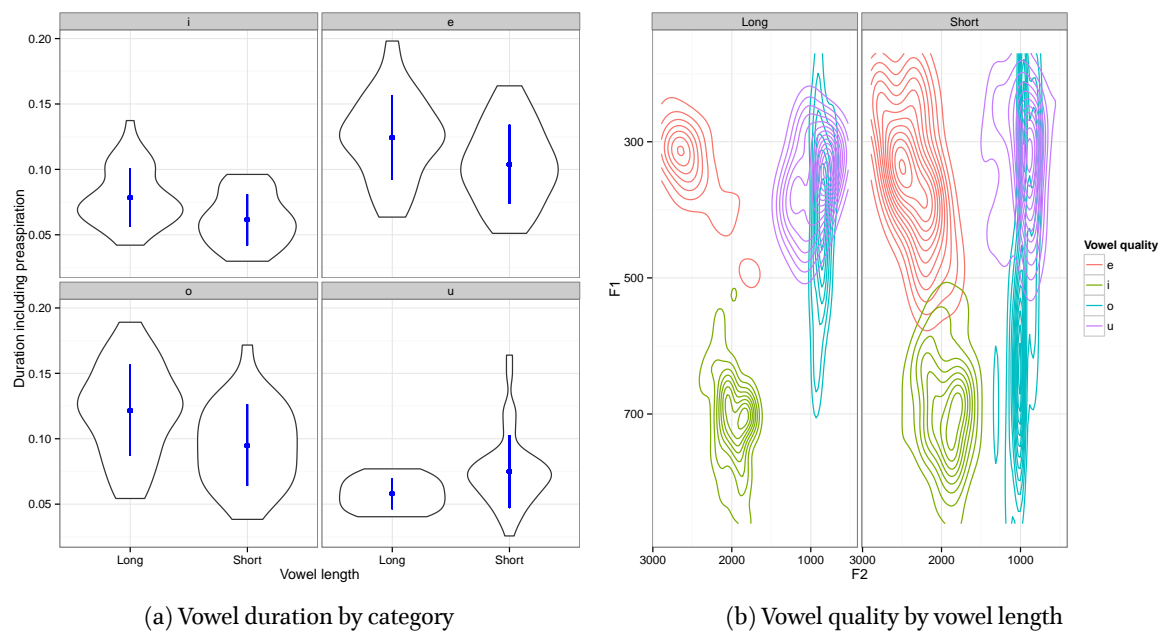 i
e
Duration including preaspiration
0.20
0.15
0.10
0.05
o
u
0.20
0.15
0.10
0.05
Long
Short
Long
Short
Vowel length
(a) Vowel duration by category
Long
Short
F1
300
500
700
3000
2000
1000
3000
2000
1000
F2
Vowel quality
e
i
o
u
(b) Vowel quality by vowel length